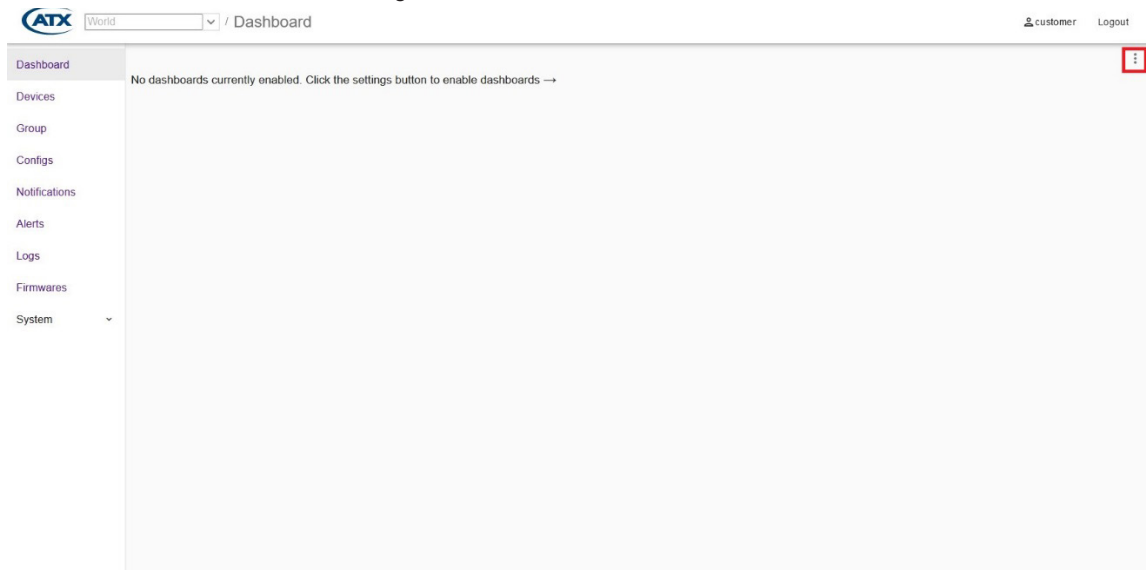 ATX World / Dashboard customer Logout
Dashboard
No dashboards currently enabled. Click the settings button to enable dashboards →
Devices
Group
Configs
Notifications
Alerts
Logs
Firmwares
System